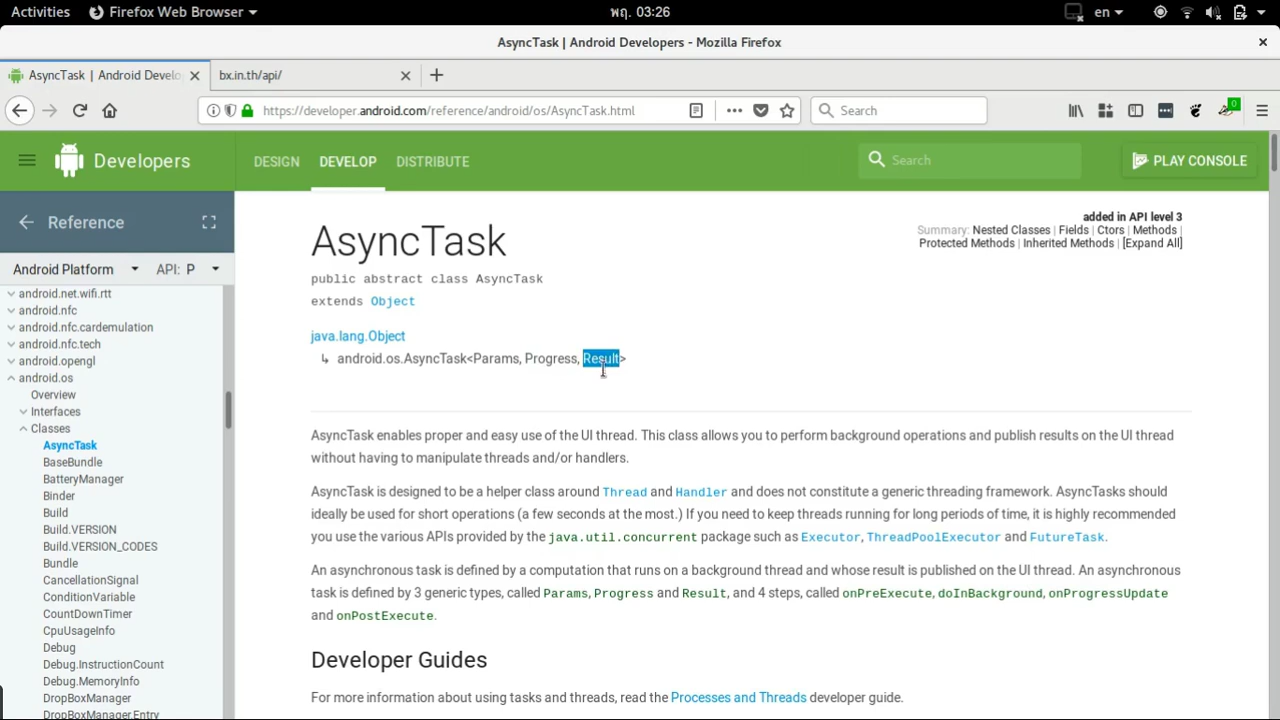 Activities
Firefox Web Browser
พฤ. 03:26
en
AsyncTask | Android Developers - Mozilla Firefox
AsyncTask | Android Develo
bx.in.th/api/
https://developer.android.com/reference/android/os/AsyncTask.html
Search
0
Developers
DESIGN
DEVELOP
DISTRIBUTE
Search
PLAY CONSOLE
Reference
Android Platform
API: P
android.net.wifi.rtt
android.nfc
android.nfc.cardemulation
android.nfc.tech
android.opengl
android.os
Overview
Interfaces
Classes
AsyncTask
BaseBundle
BatteryManager
Binder
Build
Build.VERSION
Build.VERSION_CODES
Bundle
CancellationSignal
ConditionVariable
CountDownTimer
CpuUsageInfo
Debug
Debug.InstructionCount
Debug.MemoryInfo
DropBoxManager
DropBoxManager.Entry
added in API level 3
Summary: Nested Classes | Fields | Ctors | Methods |
Protected Methods | Inherited Methods | [Expand All]
AsyncTask
public abstract class AsyncTask
extends Object
java.lang.Object
↳ android.os.AsyncTask<Params, Progress, Result>
AsyncTask enables proper and easy use of the UI thread. This class allows you to perform background operations and publish results on the UI thread
without having to manipulate threads and/or handlers.
AsyncTask is designed to be a helper class around Thread and Handler and does not constitute a generic threading framework. AsyncTasks should
ideally be used for short operations (a few seconds at the most.) If you need to keep threads running for long periods of time, it is highly recommended
you use the various APIs provided by the java.util.concurrent package such as Executor, ThreadPoolExecutor and FutureTask.
An asynchronous task is defined by a computation that runs on a background thread and whose result is published on the UI thread. An asynchronous
task is defined by 3 generic types, called Params, Progress and Result, and 4 steps, called onPreExecute, doInBackground, onProgressUpdate
and onPostExecute.
Developer Guides
For more information about using tasks and threads, read the Processes and Threads developer guide.